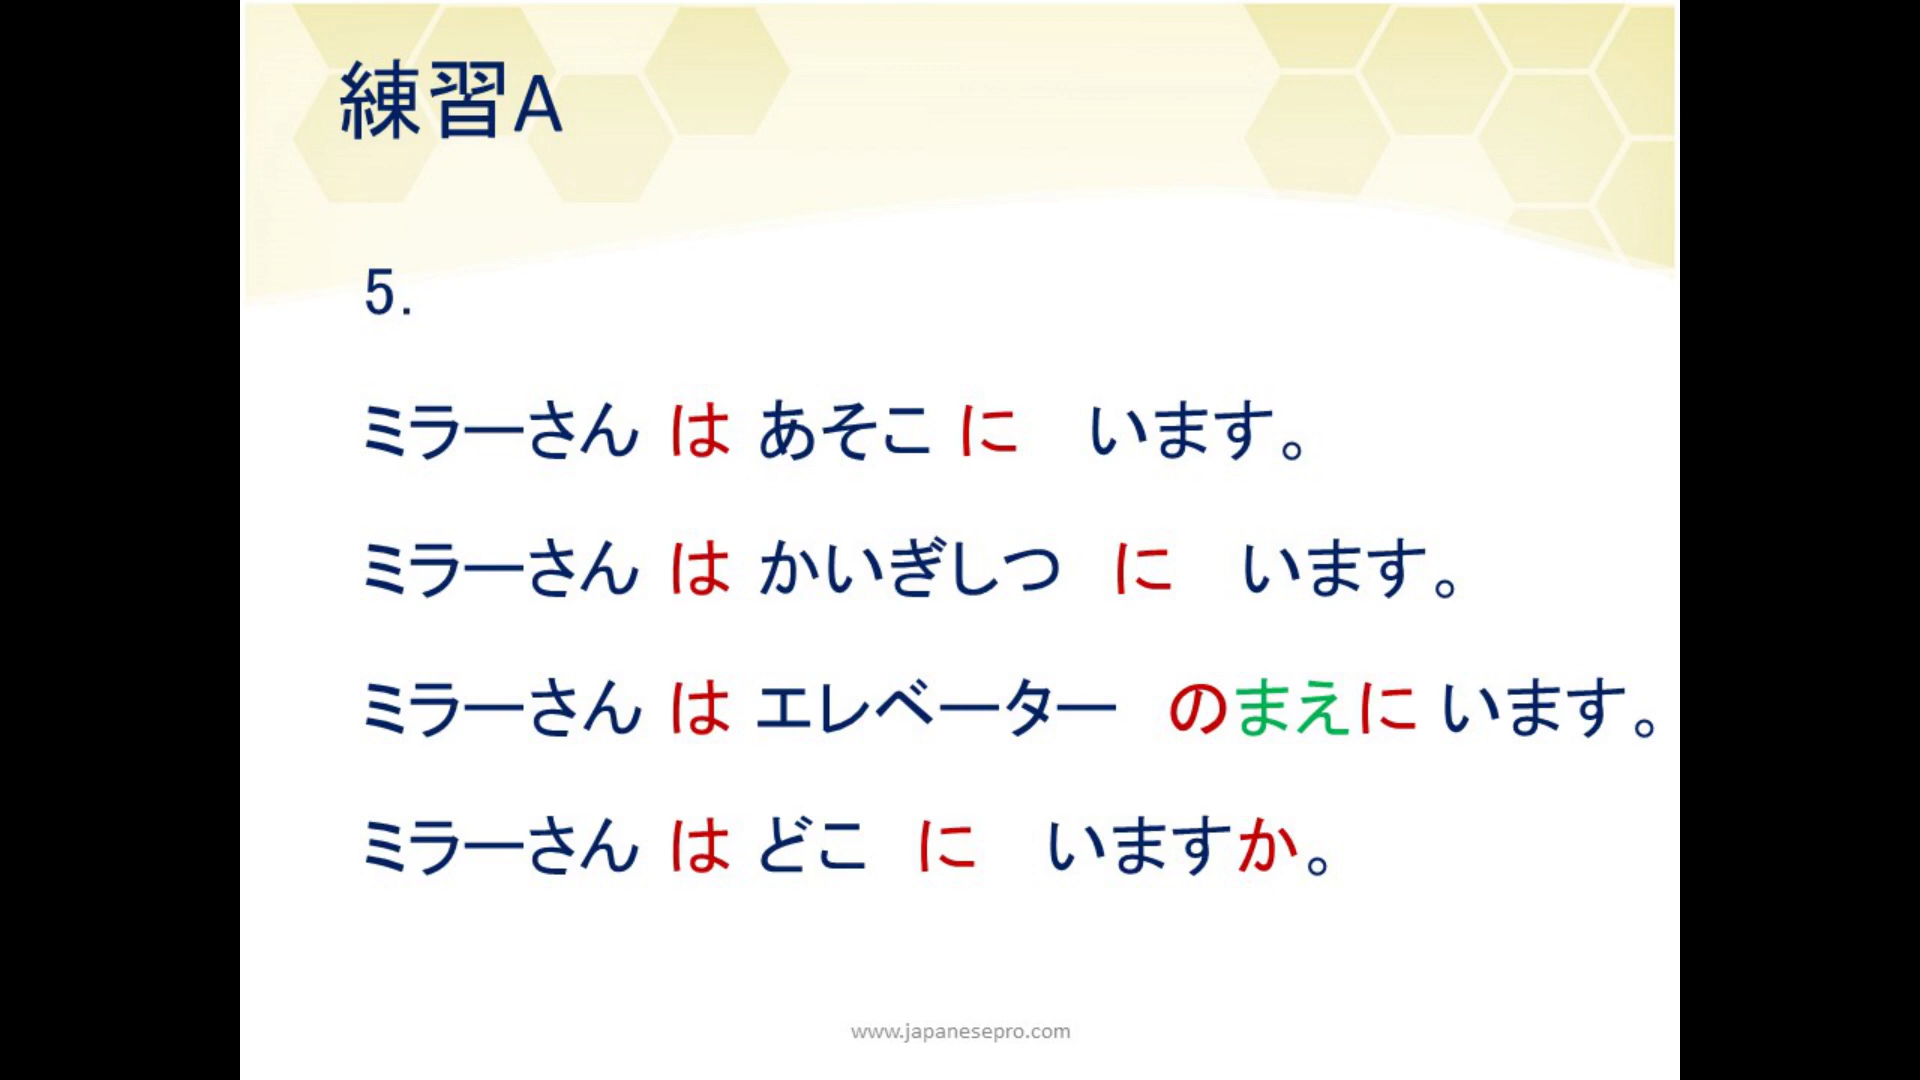 練習A
5.
ミラーさん は あそこ に います。
ミラーさん は かいぎしつ に います。
ミラーさん は エレベーター のまえに います。
ミラーさん は どこ に いますか。
www.japanesepro.com